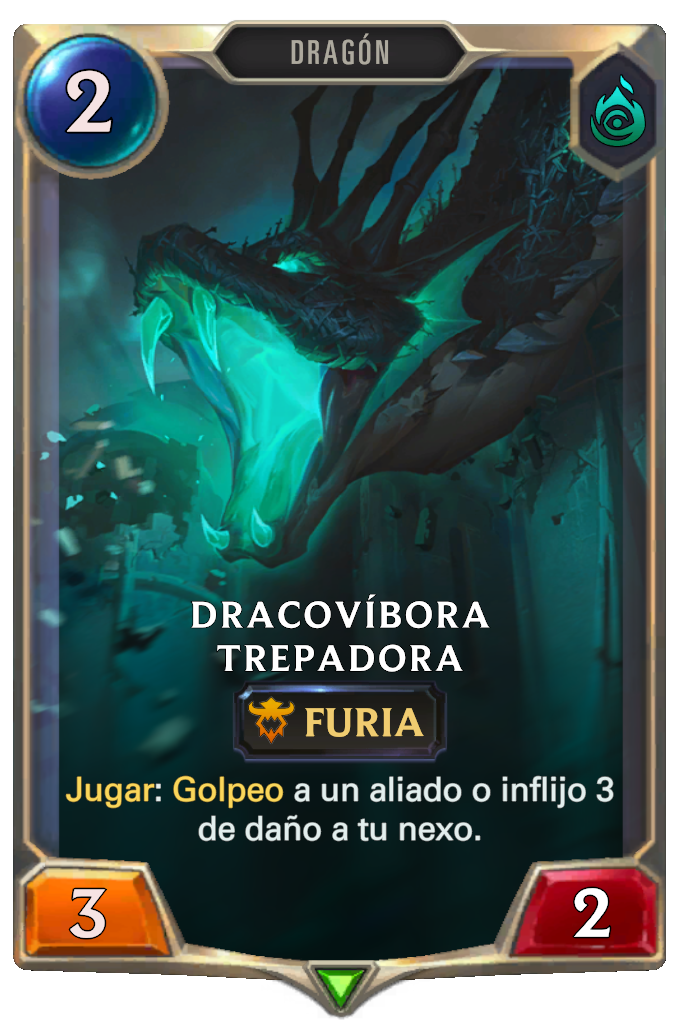 DRAGÓN
2
DRACOVÍBORA
TREPADORA
FURIA
Jugar: Golpeo a un aliado o inflijo 3
de daño a tu nexo.
3
2